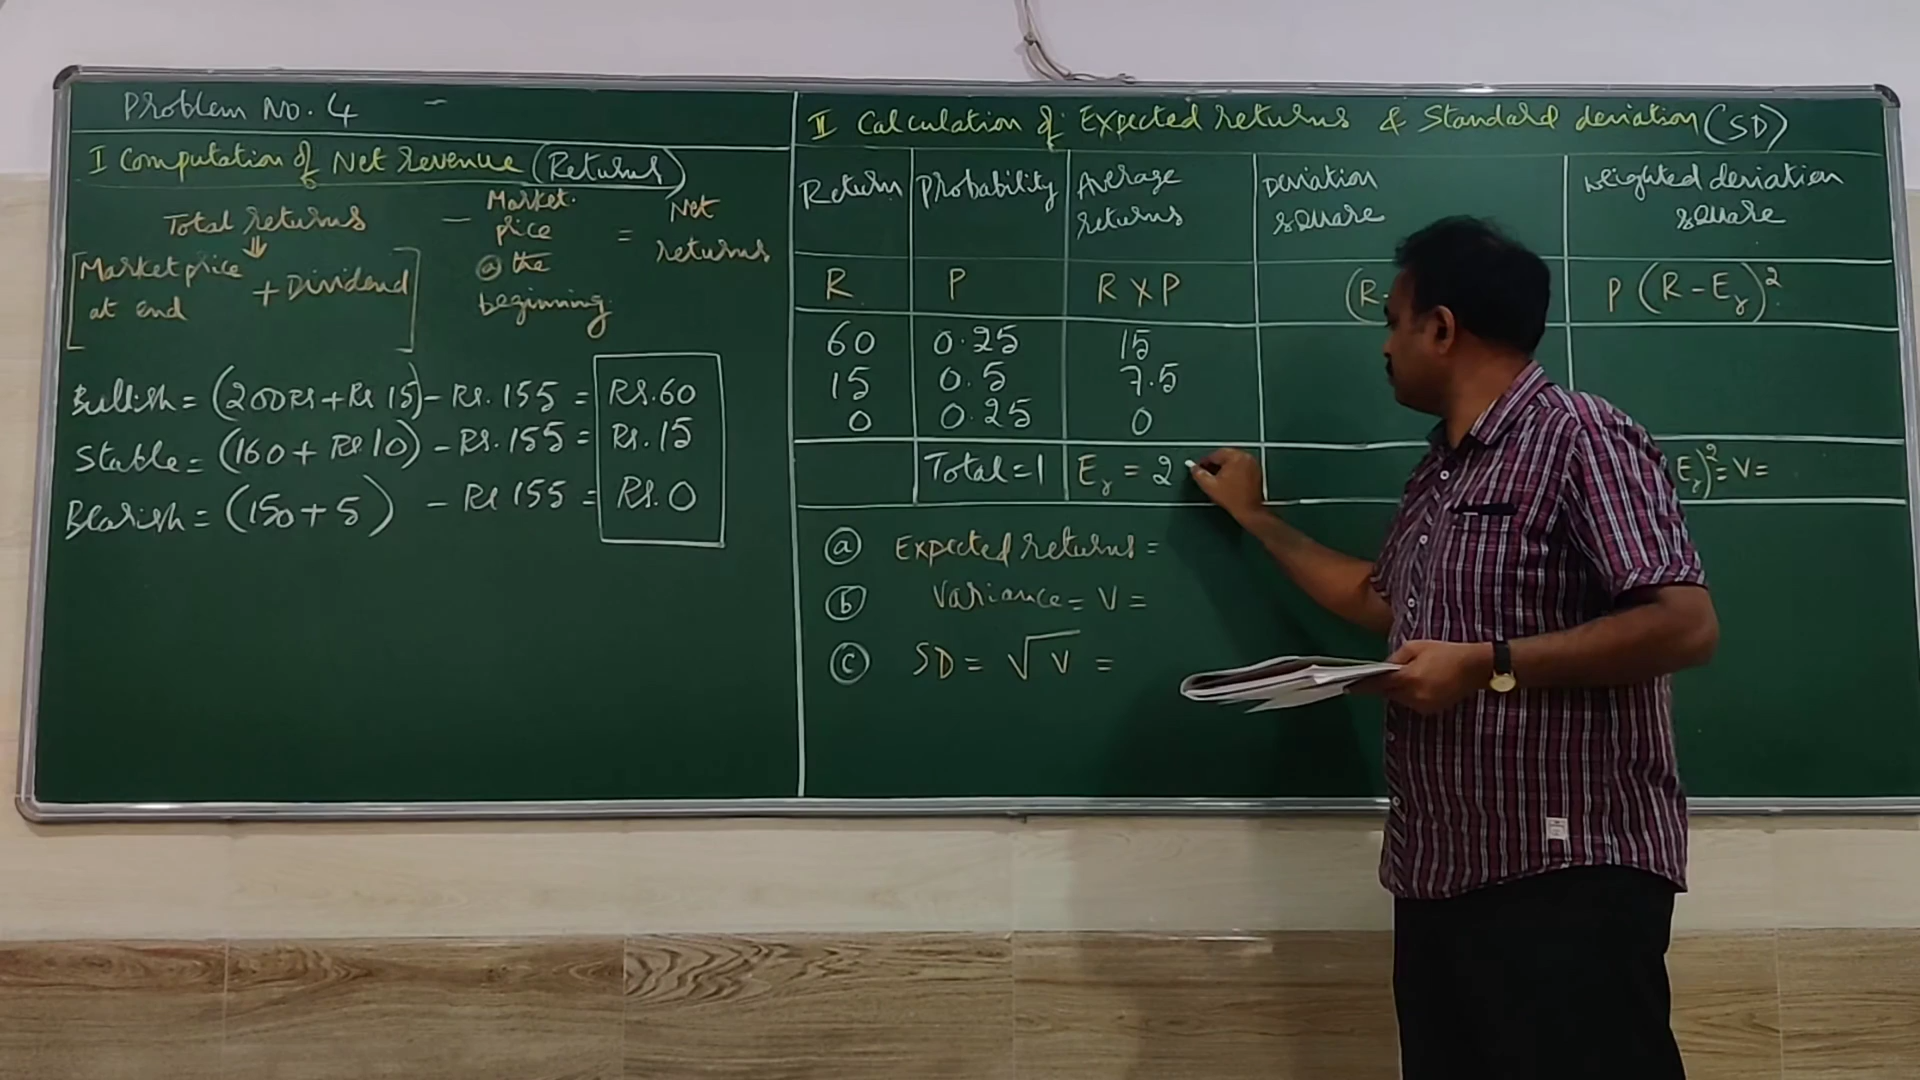 Problem No. 4
I Computation of Net revenue (Returns)
Total returns - Market price @ the beginning = Net returns
[Market price at end + Dividend]
Bullish = (200Rs + Rs 15) - Rs. 155 = Rs. 60
Stable = (160 + Rs. 10) - Rs. 155 = Rs. 15
Bearish = (150 + 5) - Rs 155 = Rs. 0
II Calculation of Expected returns & Standard deviation (SD)
Return Probability Average returns Deviation square Weighted deviation square
R P R X P (R- P (R - Er)²
60 0.25 15
15 0.5 7.5
0 0.25 0
Total = 1 Er = 2 Er)² = V =
(a) Expected returns =
(b) Variance = V =
(c) SD = √V =